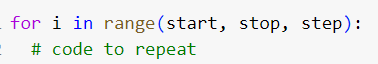 for i in range(start, stop, step):
# code to repeat